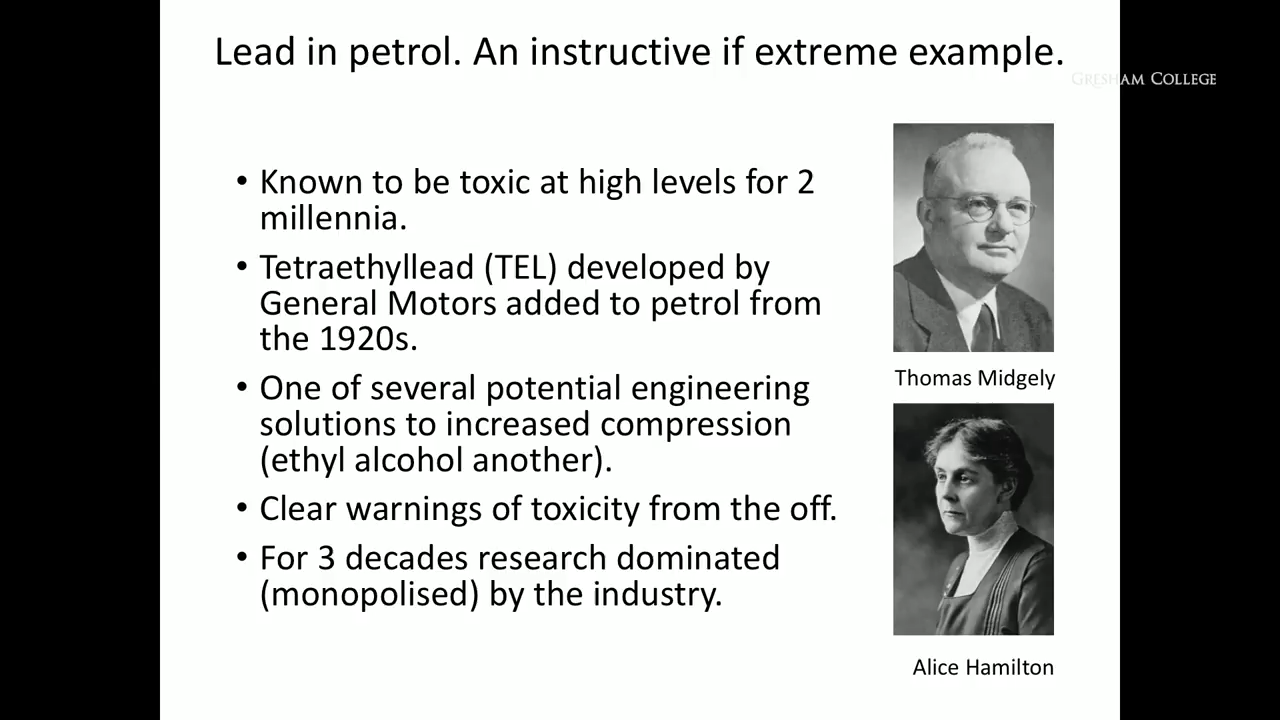 Lead in petrol. An instructive if extreme example.
GRESHAM COLLEGE
• Known to be toxic at high levels for 2
millennia.
• Tetraethyllead (TEL) developed by
General Motors added to petrol from
the 1920s.
• One of several potential engineering
solutions to increased compression
(ethyl alcohol another).
• Clear warnings of toxicity from the off.
• For 3 decades research dominated
(monopolised) by the industry.
Thomas Midgely
Alice Hamilton